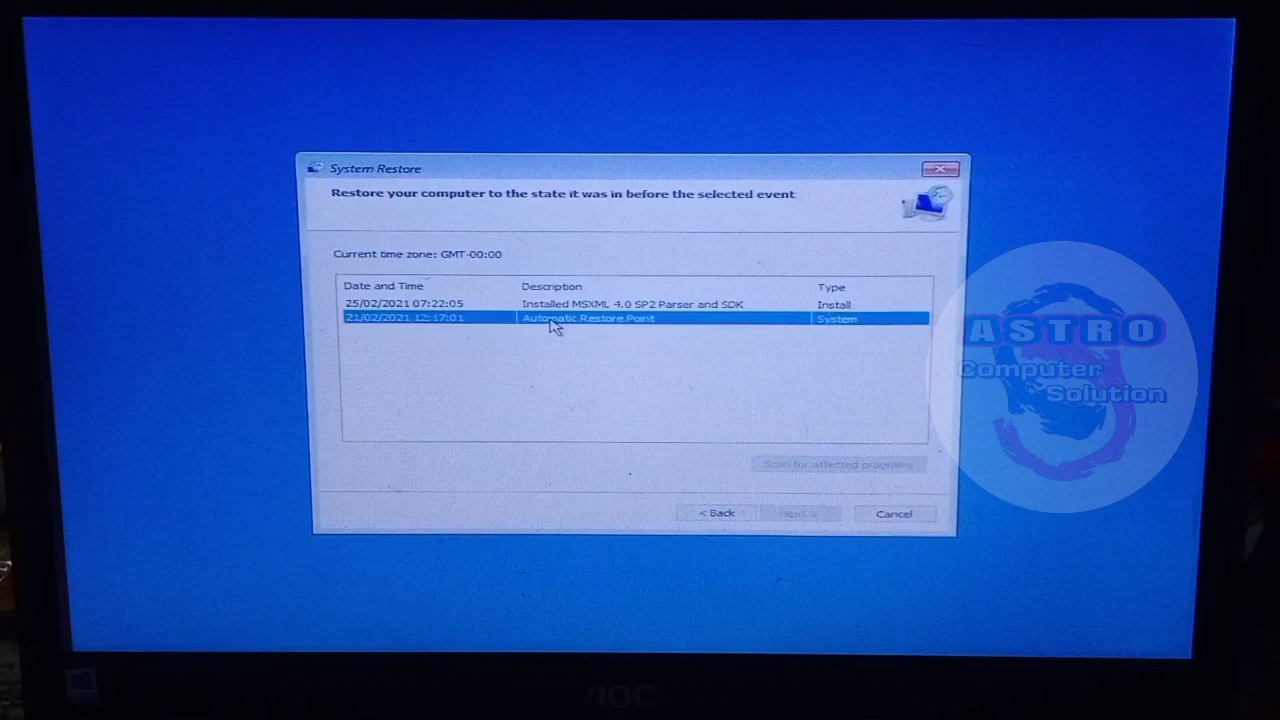 System Restore
Restore your computer to the state it was in before the selected event
Current time zone: GMT-00:00
Date and Time Description Type
25/02/2021 07:22:05 Installed MSXML 4.0 SP2 Parser and SDK Install
21/02/2021 12:17:01 Automatic Restore Point System
Scan for affected programs
< Back Next > Cancel
ASTRO
Computer
Solution
AOC